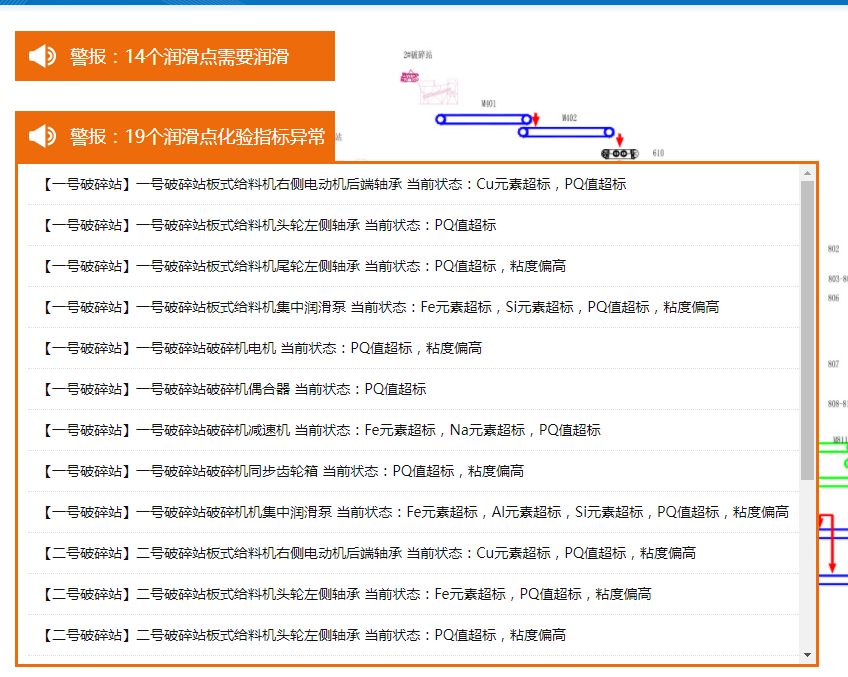 警报：14个润滑点需要润滑
2#破碎站
M401
M402
610
警报：19个润滑点化验指标异常
站
【一号破碎站】一号破碎站板式给料机右侧电动机后端轴承 当前状态：Cu元素超标，PQ值超标
【一号破碎站】一号破碎站板式给料机头轮左侧轴承 当前状态：PQ值超标
【一号破碎站】一号破碎站板式给料机尾轮左侧轴承 当前状态：PQ值超标，粘度偏高
【一号破碎站】一号破碎站板式给料机集中润滑泵 当前状态：Fe元素超标，Si元素超标，PQ值超标，粘度偏高
【一号破碎站】一号破碎站破碎机电机 当前状态：PQ值超标，粘度偏高
【一号破碎站】一号破碎站破碎机偶合器 当前状态：PQ值超标
【一号破碎站】一号破碎站破碎机减速机 当前状态：Fe元素超标，Na元素超标，PQ值超标
【一号破碎站】一号破碎站破碎机同步齿轮箱 当前状态：PQ值超标，粘度偏高
【一号破碎站】一号破碎站破碎机机集中润滑泵 当前状态：Fe元素超标，Al元素超标，Si元素超标，PQ值超标，粘度偏高
【二号破碎站】二号破碎站板式给料机右侧电动机后端轴承 当前状态：Cu元素超标，PQ值超标，粘度偏高
【二号破碎站】二号破碎站板式给料机头轮左侧轴承 当前状态：Fe元素超标，PQ值超标，粘度偏高
【二号破碎站】二号破碎站板式给料机头轮左侧轴承 当前状态：PQ值超标，粘度偏高
802
806
807
M811